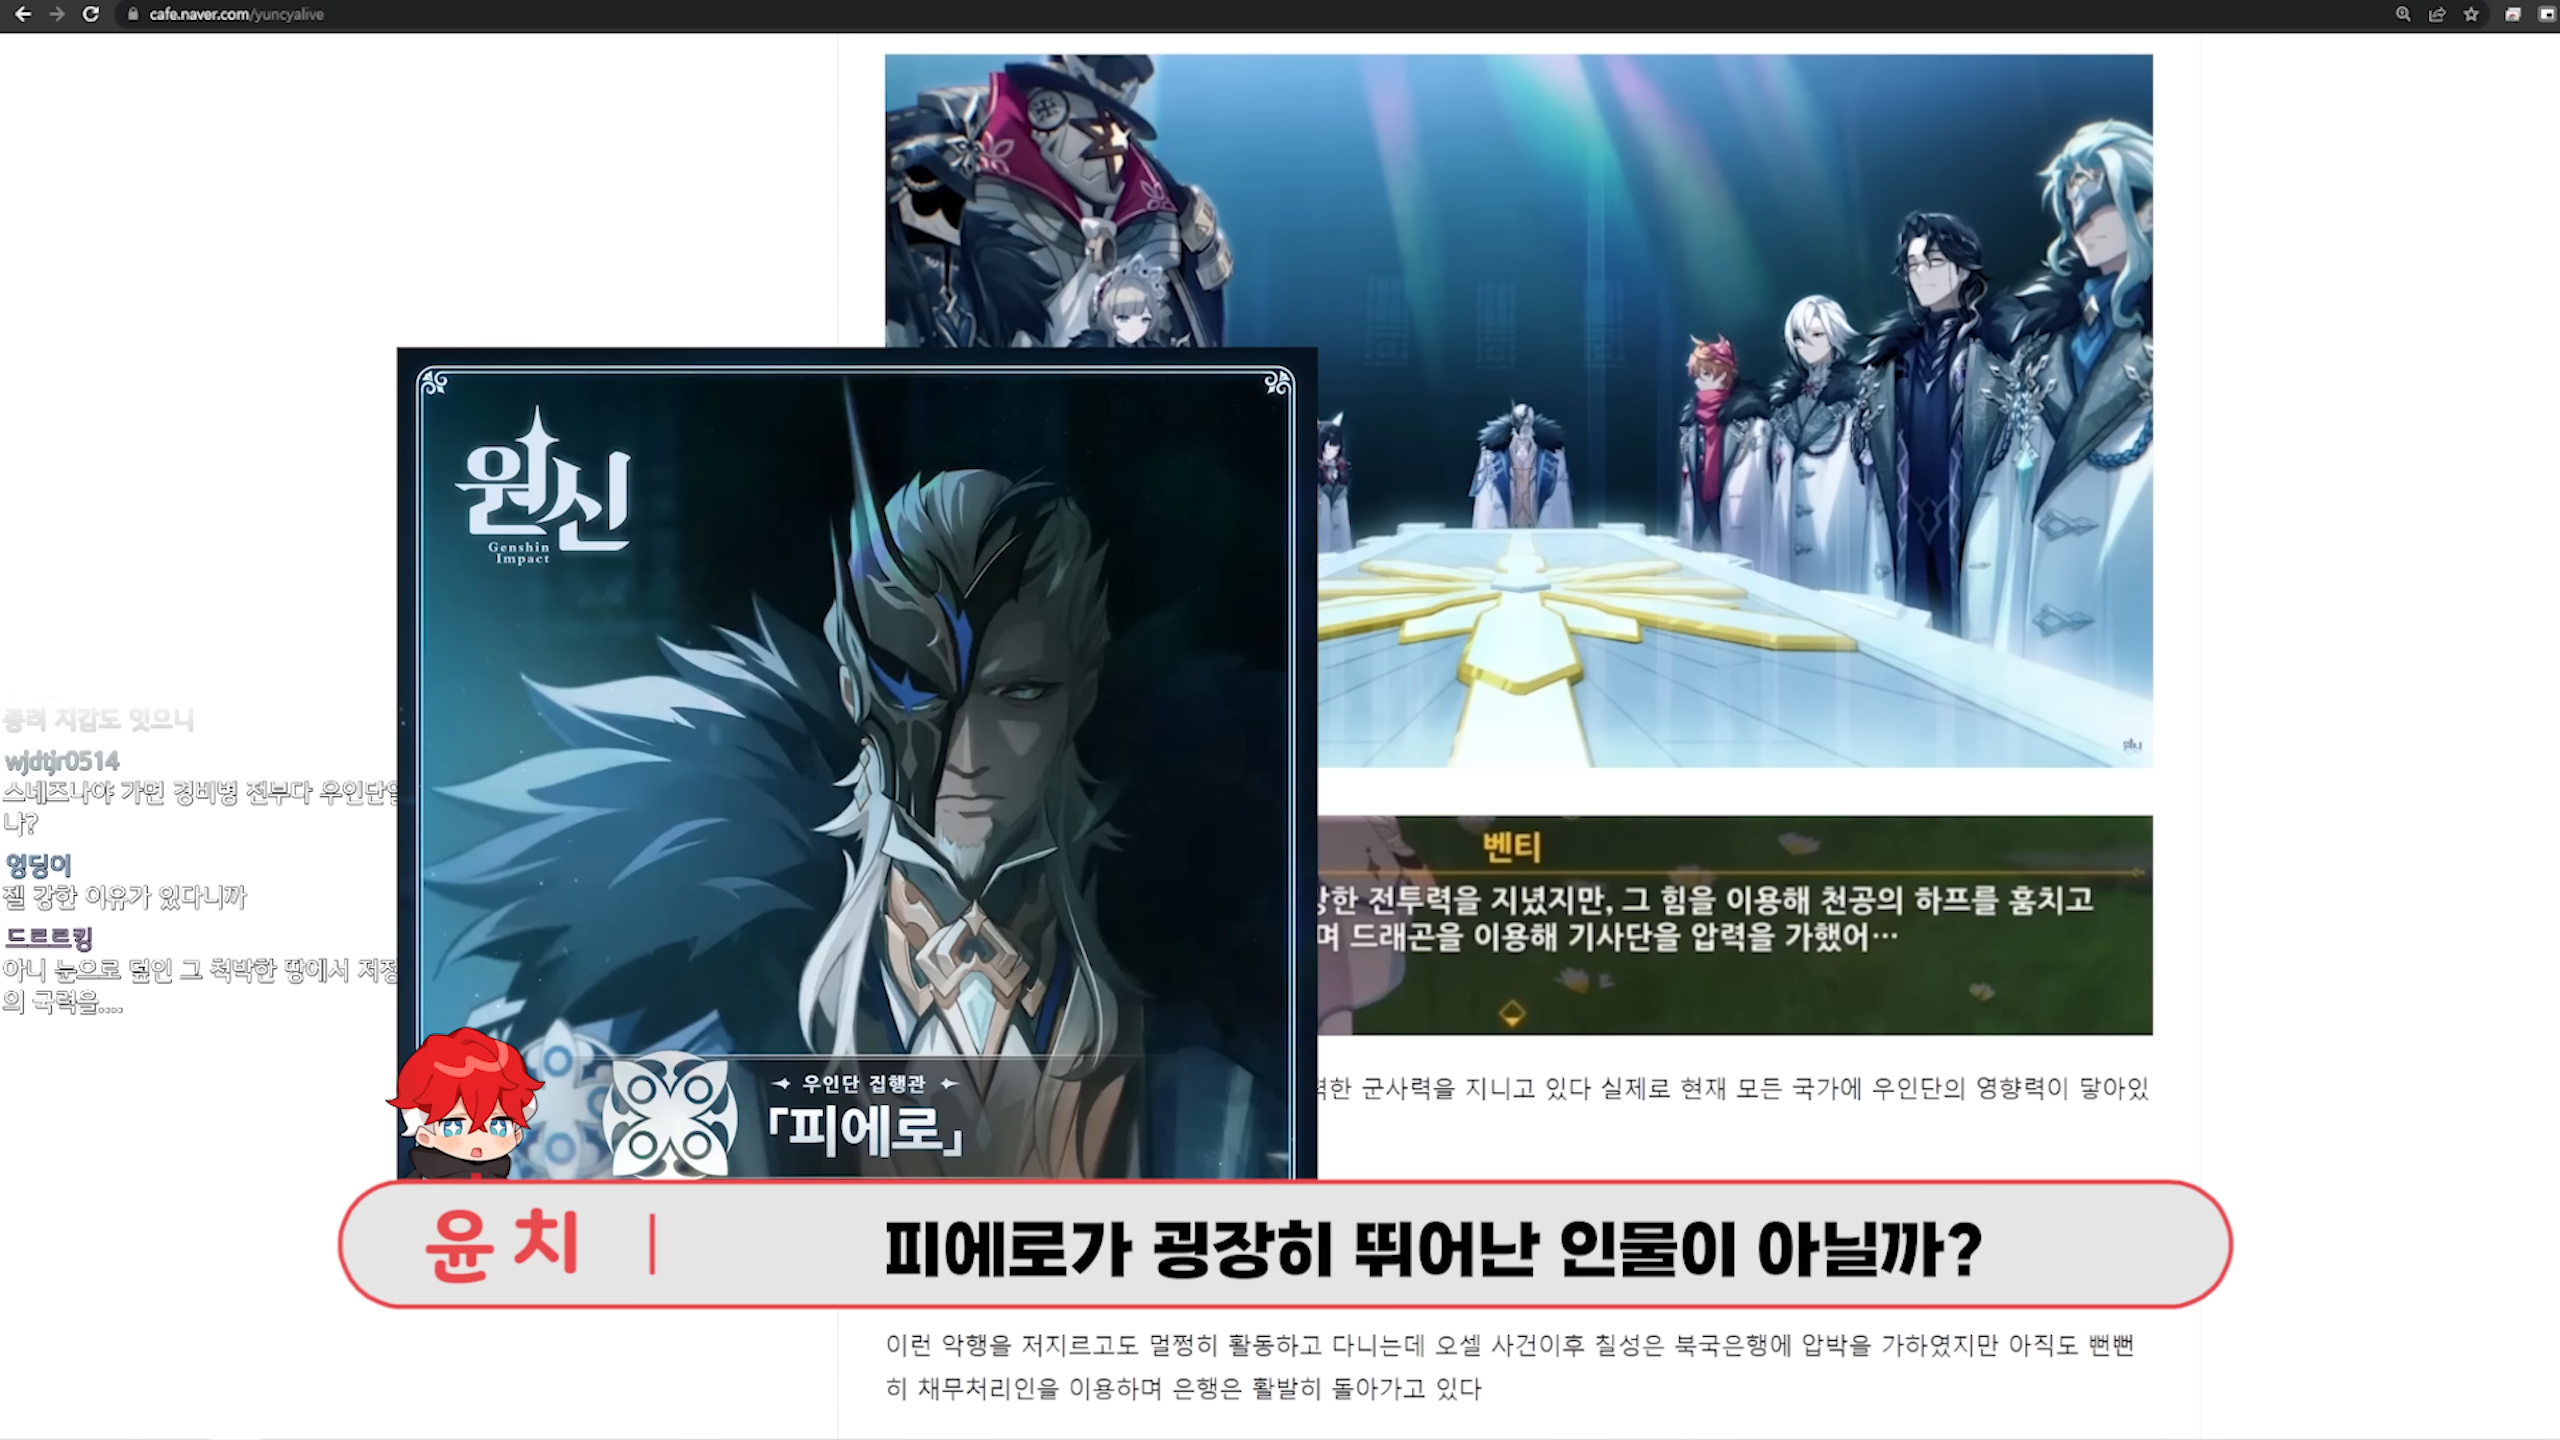 cafe.naver.com/yuncyalive
원신
Genshin
Impact
종려 지갑도 잇으니
wjdtjr0514
스네즈나야 가면 경비병 전부다 우인단
나?
엉덩이
젤 강한 이유가 있다니까
드르르킹
아니 눈으로 덮인 그 척박한 땅에서 저정
의 국력을....
우인단 집행관
「피에로」
벤티
한 전투력을 지녔지만, 그 힘을 이용해 천공의 하프를 훔치고
며 드래곤을 이용해 기사단을 압력을 가했어…
한 군사력을 지니고 있다 실제로 현재 모든 국가에 우인단의 영향력이 닿아있
윤치 | 피에로가 굉장히 뛰어난 인물이 아닐까?
이런 악행을 저지르고도 멀쩡히 활동하고 다니는데 오셀 사건이후 칠성은 북국은행에 압박을 가하였지만 아직도 뻔뻔
히 채무처리인을 이용하며 은행은 활발히 돌아가고 있다